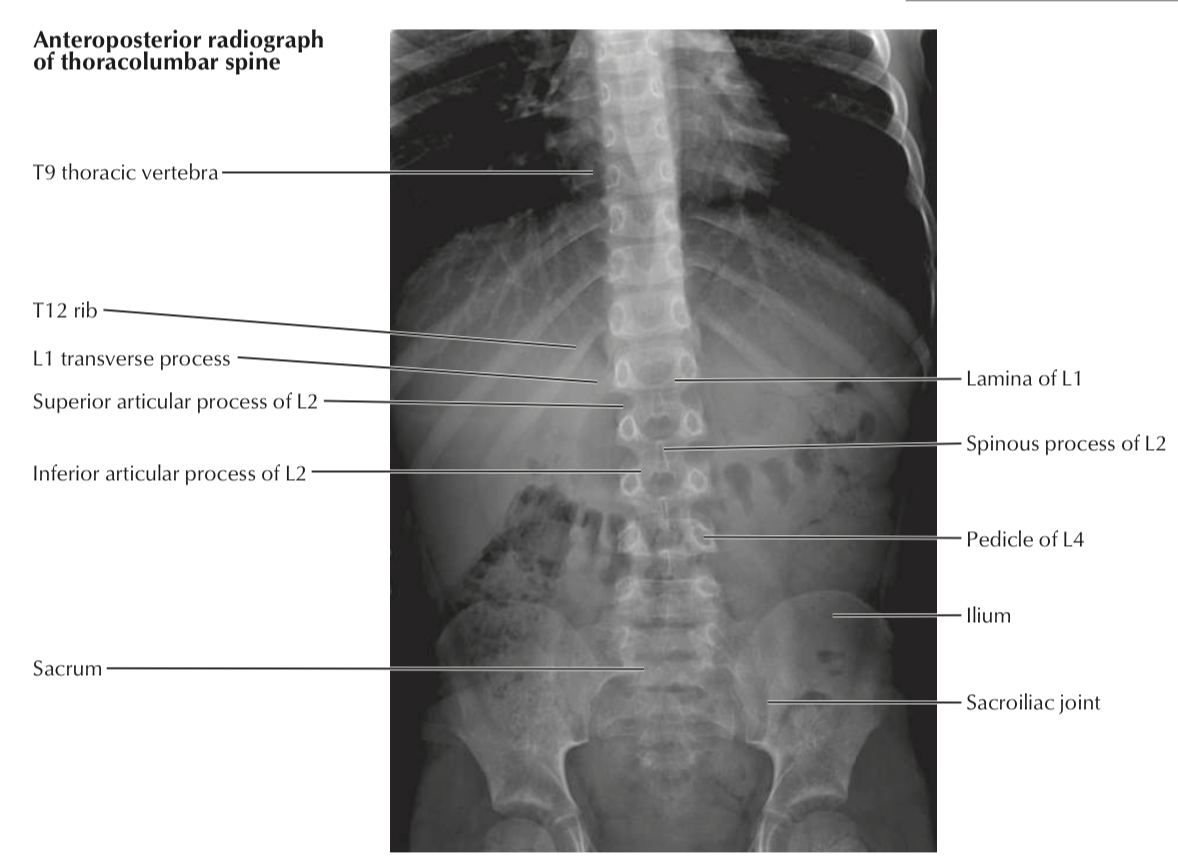 Anteroposterior radiograph
of thoracolumbar spine
T9 thoracic vertebra
T12 rib
L1 transverse process
Superior articular process of L2
Inferior articular process of L2
Sacrum
Lamina of L1
Spinous process of L2
Pedicle of L4
Ilium
Sacroiliac joint